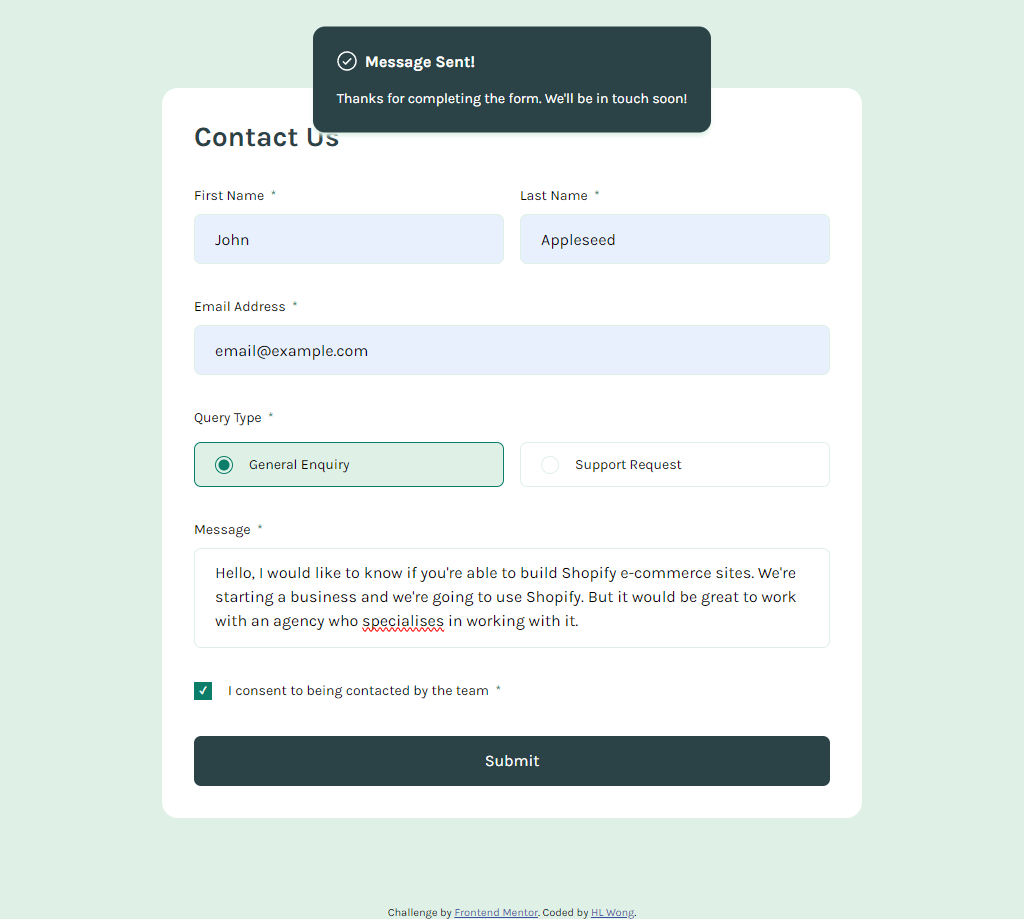 Message Sent!
Thanks for completing the form. We'll be in touch soon!
Contact Us
First Name *
Last Name *
John
Appleseed
Email Address *
email@example.com
Query Type *
General Enquiry
Support Request
Message *
Hello, I would like to know if you're able to build Shopify e-commerce sites. We're
starting a business and we're going to use Shopify. But it would be great to work
with an agency who specialises in working with it.
I consent to being contacted by the team *
Submit
Challenge by Frontend Mentor. Coded by HL Wong.